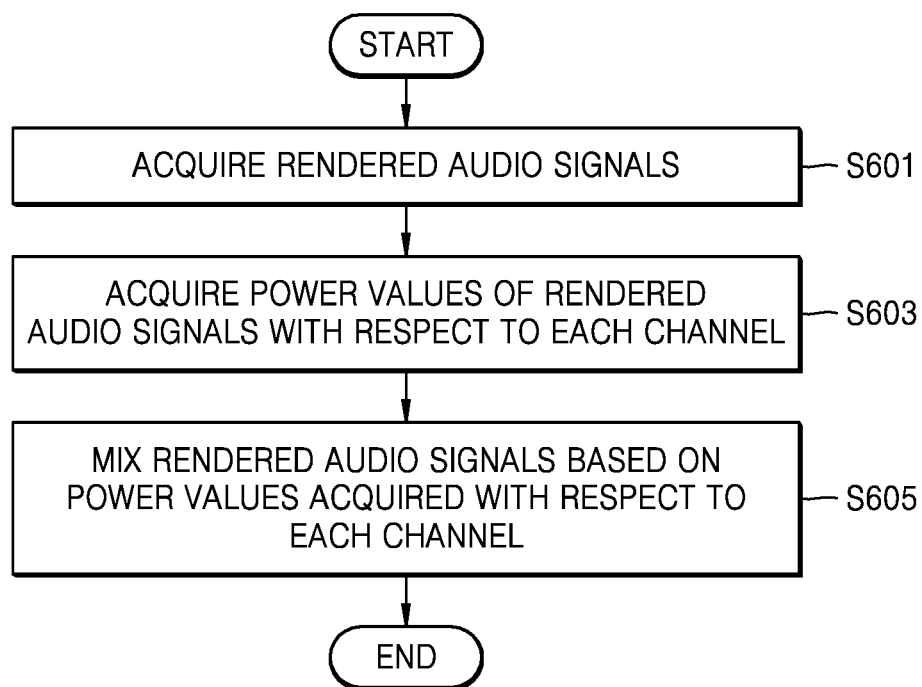 START
ACQUIRE RENDERED AUDIO SIGNALS
S601
ACQUIRE POWER VALUES OF RENDERED
AUDIO SIGNALS WITH RESPECT TO EACH CHANNEL
S603
MIX RENDERED AUDIO SIGNALS BASED ON
POWER VALUES ACQUIRED WITH RESPECT TO
EACH CHANNEL
S605
END